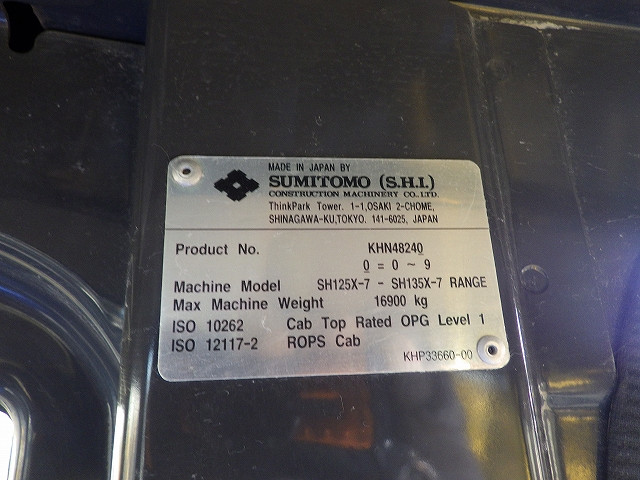 MADE IN JAPAN BY
SUMITOMO (S.H.I.)
CONSTRUCTION MACHINERY CO., LTD.
ThinkPark Tower. 1-1,OSAKI 2-CHOME,
SHINAGAWA-KU,TOKYO. 141-6025, JAPAN
Product No. KHN48240
0 = 0 ~ 9
Machine Model SH125X-7 - SH135X-7 RANGE
Max Machine Weight 16900 kg
ISO 10262 Cab Top Rated OPG Level 1
ISO 12117-2 ROPS Cab
KHP33660-00